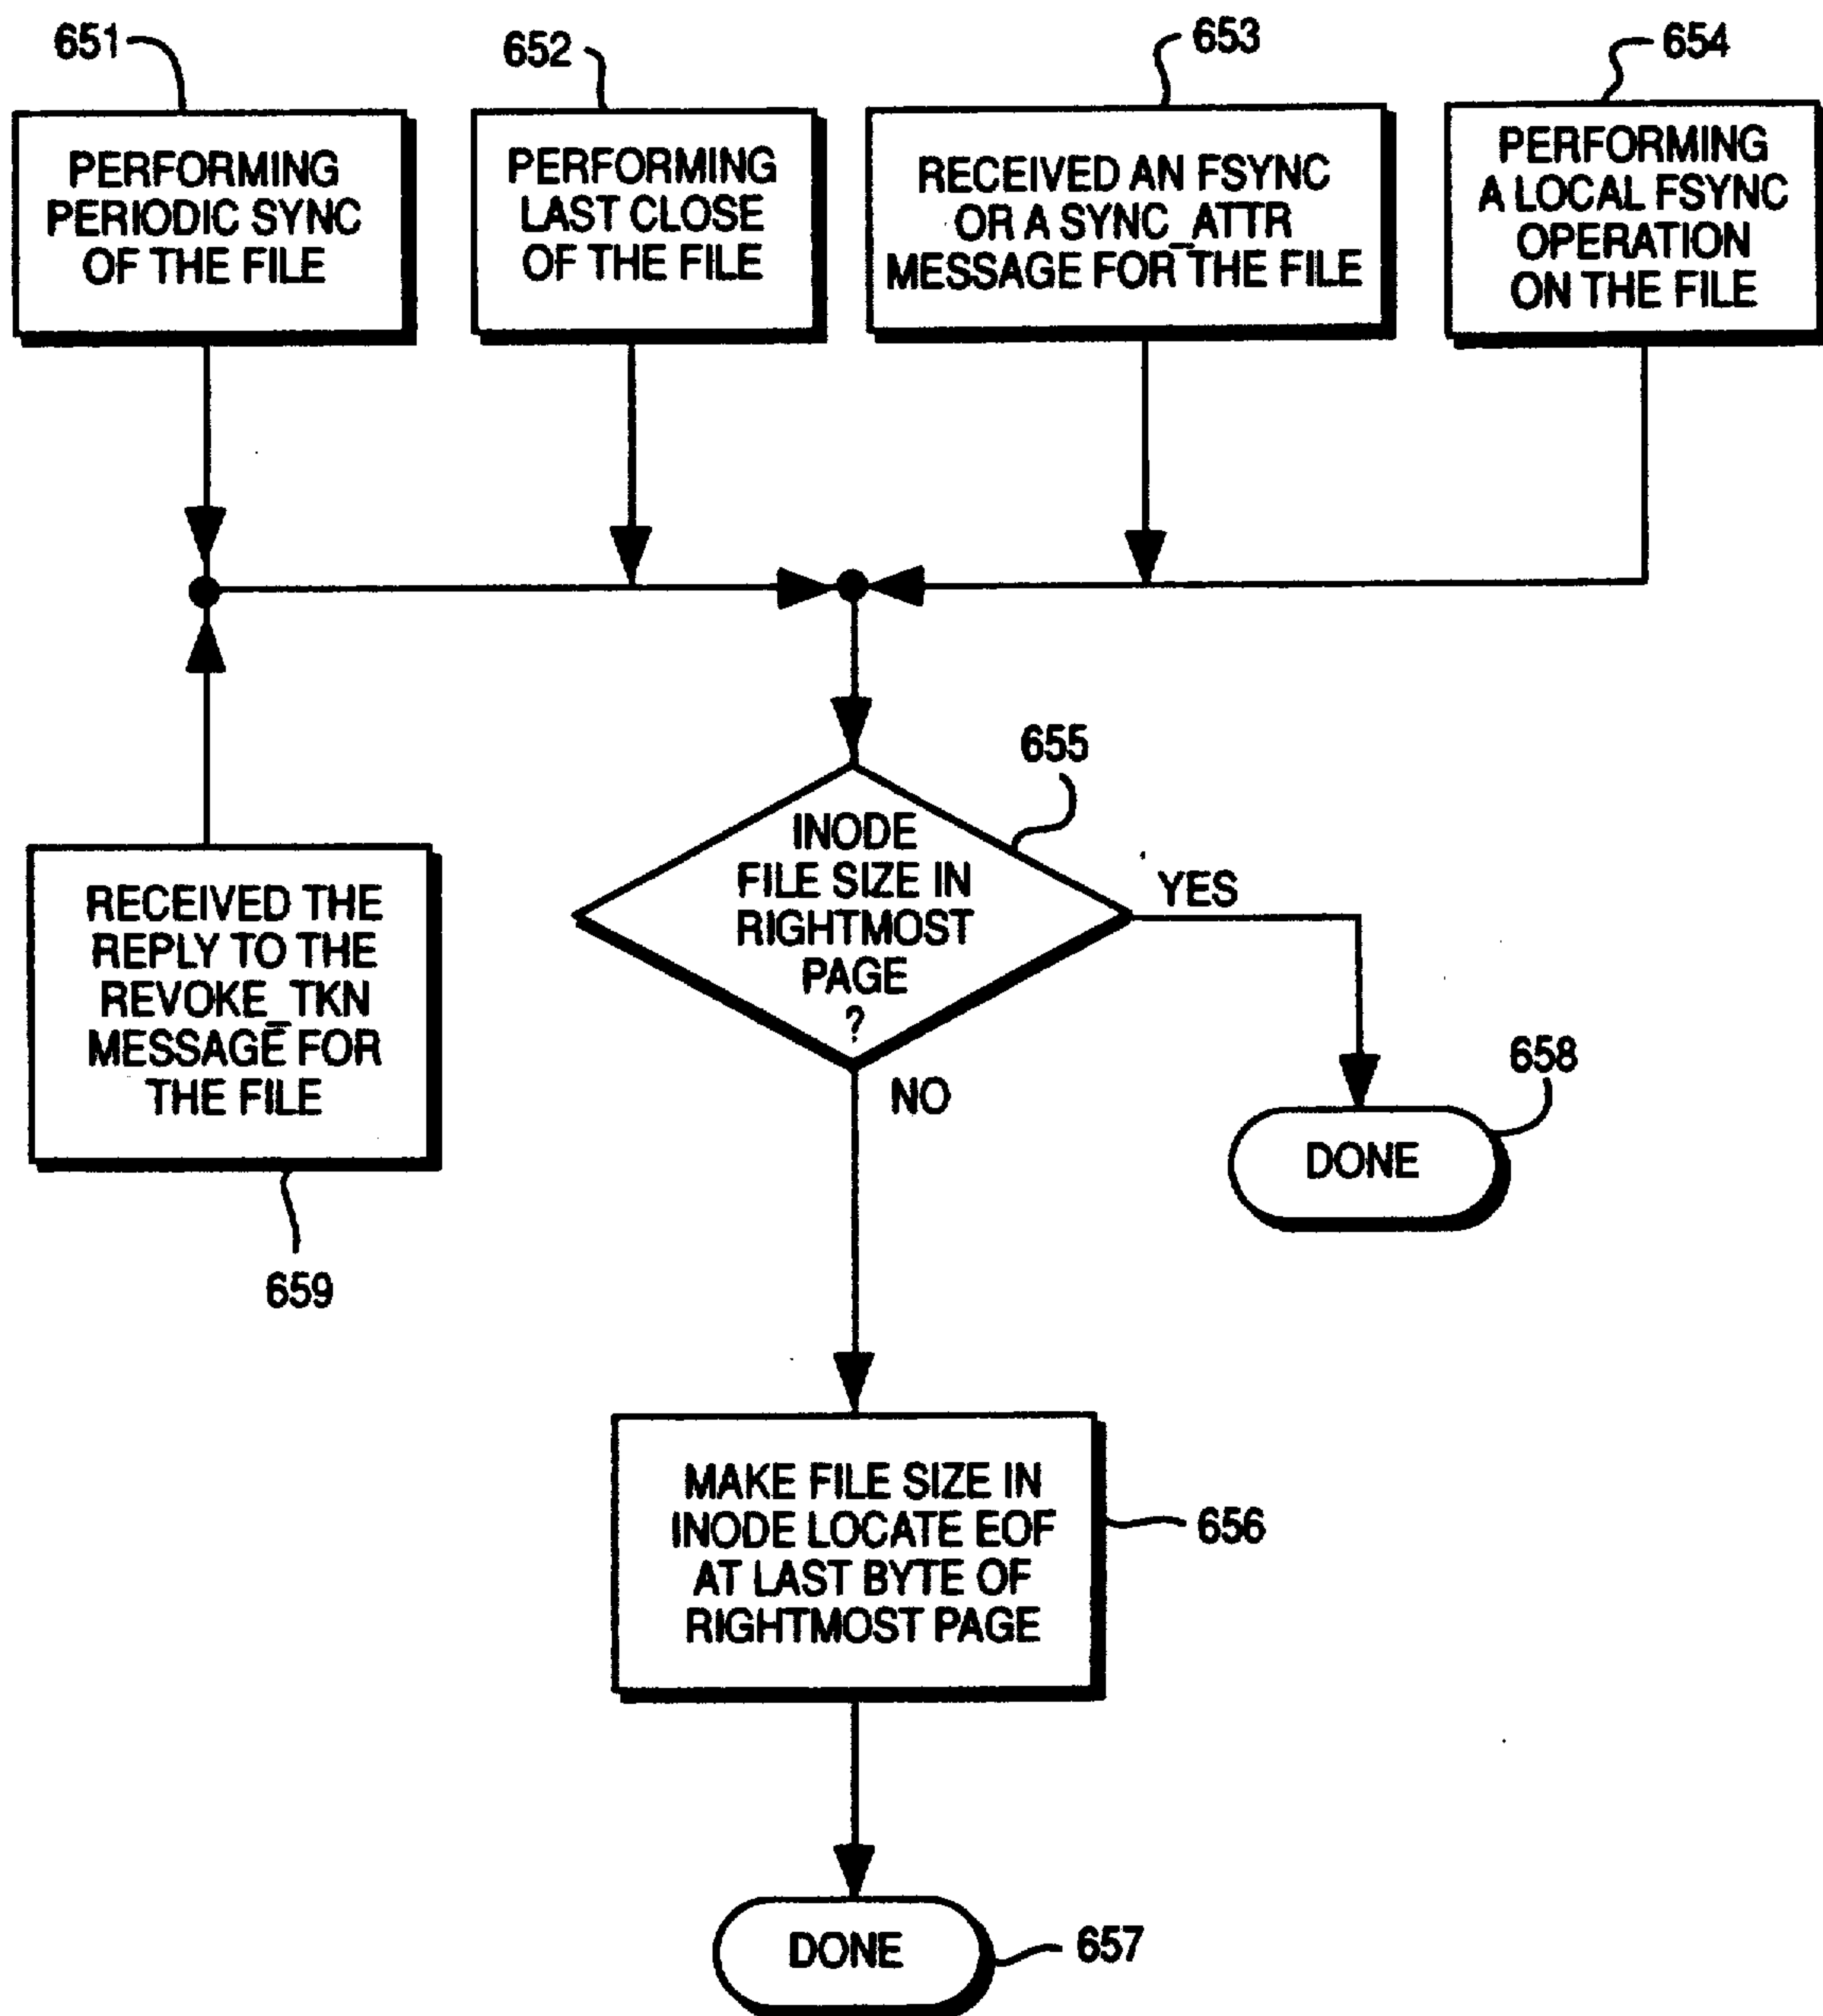 651
652
653
654
PERFORMING
PERIODIC SYNC
OF THE FILE
PERFORMING
LAST CLOSE
OF THE FILE
RECEIVED AN FSYNC
OR A SYNC_ATTR
MESSAGE FOR THE FILE
PERFORMING
A LOCAL FSYNC
OPERATION
ON THE FILE
655
INODE
FILE SIZE IN
RIGHTMOST
PAGE
?
YES
NO
RECEIVED THE
REPLY TO THE
REVOKE_TKN
MESSAGE FOR
THE FILE
659
658
DONE
MAKE FILE SIZE IN
INODE LOCATE EOF
AT LAST BYTE OF
RIGHTMOST PAGE
656
DONE
657